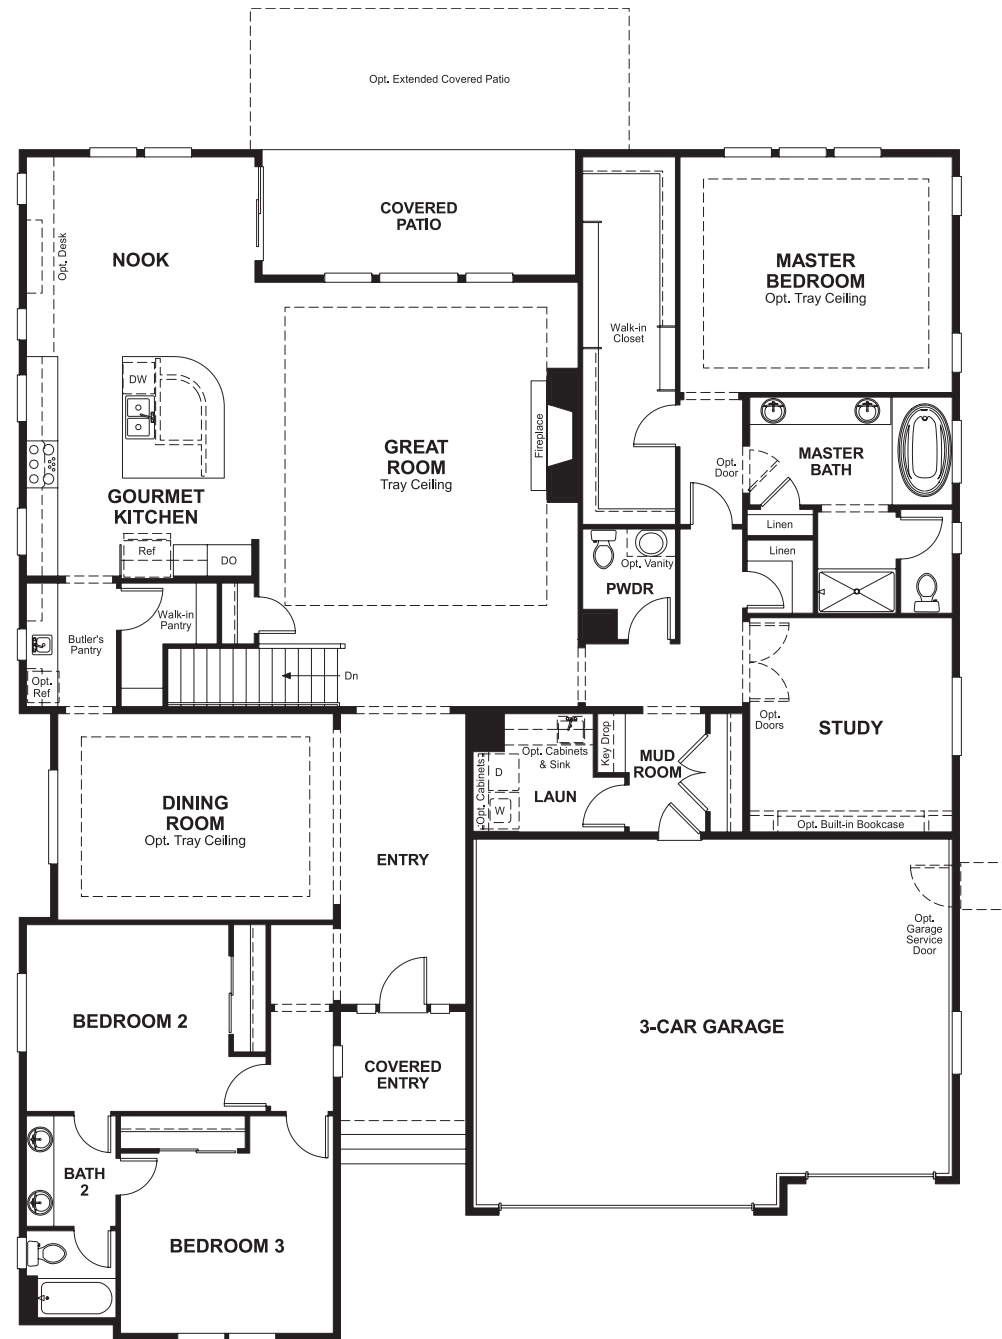 Opt. Extended Covered Patio
COVERED
PATIO
NOOK
Opt. Desk
MASTER
BEDROOM
Opt. Tray Ceiling
Walk-in
Closet
DW
Fireplace
GREAT
ROOM
Tray Ceiling
MASTER
BATH
Opt.
Door
GOURMET
KITCHEN
Linen
Ref
DO
Linen
Opt. Vanity
PWDR
Walk-in
Pantry
Butler's
Pantry
Opt.
Ref
Dn
Opt.
Doors
STUDY
Key Drop
Opt. Cabinets
& Sink
MUD
ROOM
Opt. Cabinets
D
W
LAUN
DINING
ROOM
Opt. Tray Ceiling
Opt. Built-in Bookcase
ENTRY
Opt.
Garage
Service
Door
BEDROOM 2
3-CAR GARAGE
COVERED
ENTRY
BATH
2
BEDROOM 3